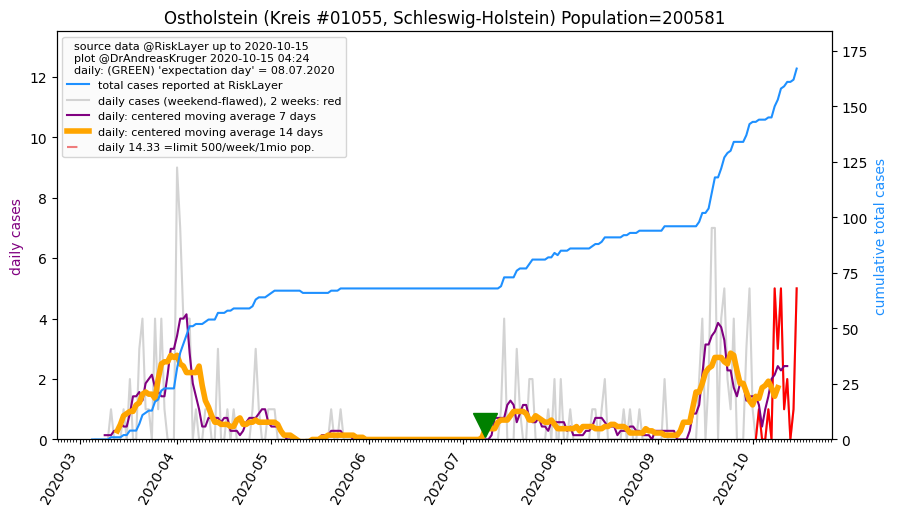 Ostholstein (Kreis #01055, Schleswig-Holstein) Population=200581
source data @RiskLayer up to 2020-10-15
plot @DrAndreasKruger 2020-10-15 04:24
daily: (GREEN) 'expectation day' = 08.07.2020
total cases reported at RiskLayer
daily cases (weekend-flawed), 2 weeks: red
daily: centered moving average 7 days
daily: centered moving average 14 days
daily 14.33 =limit 500/week/1mio pop.
daily cases
12
10
8
6
4
2
0
cumulative total cases
175
150
125
100
75
50
25
0
2020-03
2020-04
2020-05
2020-06
2020-07
2020-08
2020-09
2020-10